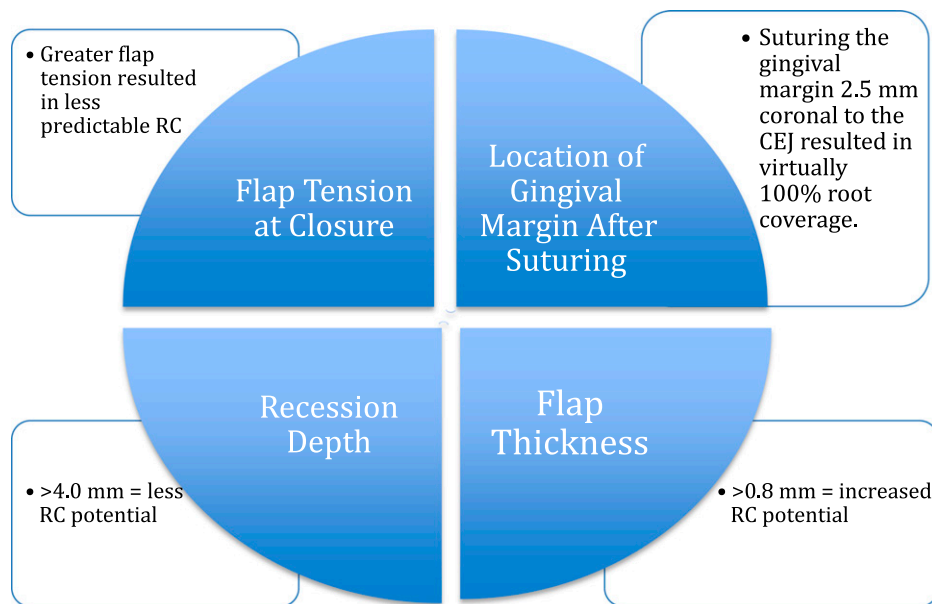 • Greater flap
tension resulted
in less
predictable RC
Flap Tension
at Closure
Location of
Gingival
Margin After
Suturing
• Suturing the
gingival
margin 2.5 mm
coronal to the
CEJ resulted in
virtually
100% root
coverage.
Recession
Depth
• >4.0 mm = less
RC potential
Flap
Thickness
• >0.8 mm = increased
RC potential